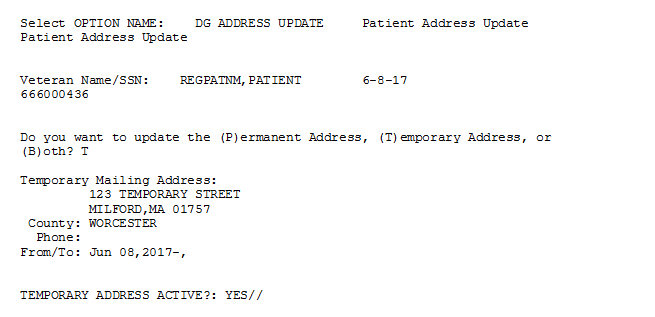 Select OPTION NAME:    DG ADDRESS UPDATE     Patient Address Update
Patient Address Update
Veteran Name/SSN:    REGPATNM,PATIENT        6-8-17
666000436
Do you want to update the (P)ermanent Address, (T)emporary Address, or
(B)oth? T
Temporary Mailing Address:
         123 TEMPORARY STREET
         MILFORD,MA 01757
 County: WORCESTER
  Phone:
From/To: Jun 08,2017-,
TEMPORARY ADDRESS ACTIVE?: YES//